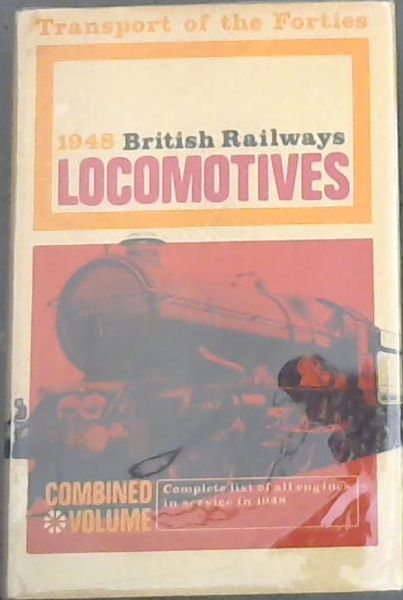 Transport of the Forties
1948 British Railways
LOCOMOTIVES
COMBINED
VOLUME
Complete list of all engines
in service in 1948